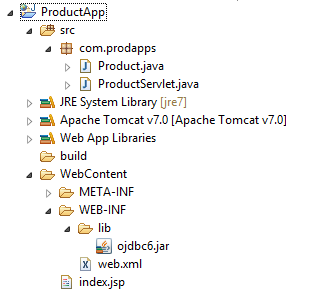 ProductApp
src
com.prodapps
Product.java
ProductServlet.java
JRE System Library [jre7]
Apache Tomcat v7.0 [Apache Tomcat v7.0]
Web App Libraries
build
WebContent
META-INF
WEB-INF
lib
ojdbc6.jar
web.xml
index.jsp